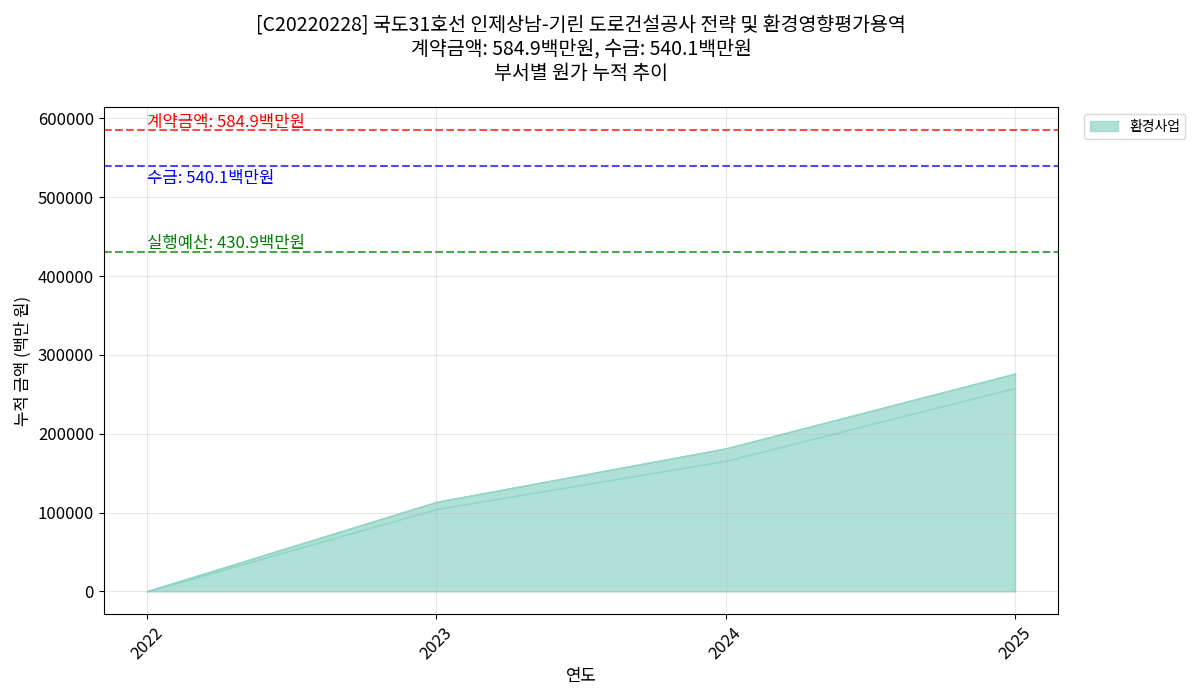 [C20220228] 국도31호선 인제상남-기린 도로건설공사 전략 및 환경영향평가용역
계약금액: 584.9백만원, 수금: 540.1백만원
부서별 원가 누적 추이
환경사업
계약금액: 584.9백만원
수금: 540.1백만원
실행예산: 430.9백만원
누적 금액 (백만 원)
600000
500000
400000
300000
200000
100000
0
2022
2023
2024
2025
연도